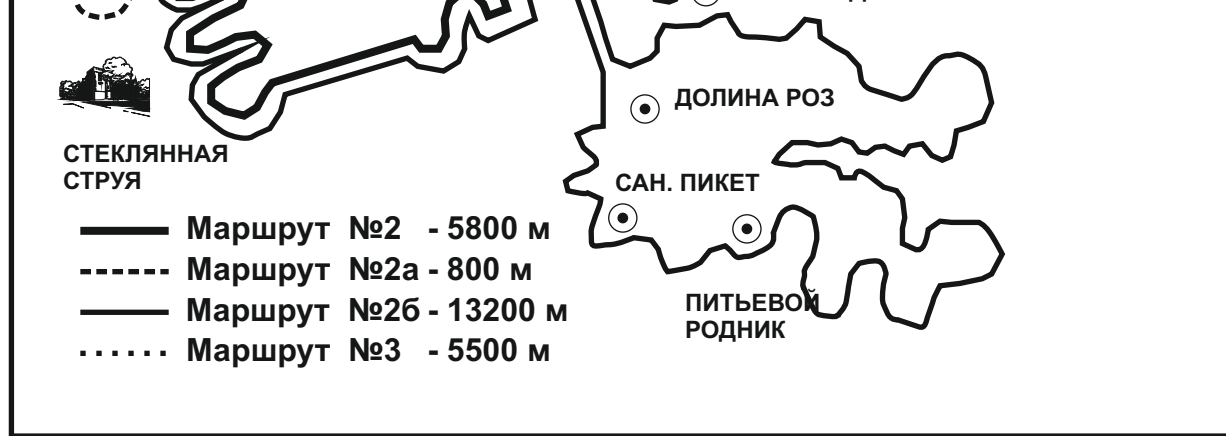 ДОЛИНА РОЗ
СТЕКЛЯННАЯ
СТРУЯ
САН. ПИКЕТ
Маршрут №2 - 5800 м
Маршрут №2а - 800 м
Маршрут №2б - 13200 м
Маршрут №3 - 5500 м
ПИТЬЕВОЙ
РОДНИК